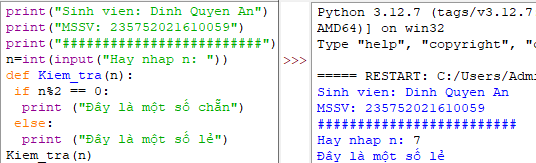 print("Sinh vien: Dinh Quyen An")
print("MSSV: 235752021610059")
print("#########################")
n=int(input("Hay nhap n: "))
def Kiem_tra(n):
 if n%2 == 0:
  print ("Đây là một số chẵn")
 else:
  print ("Đây là một số lẻ")
Kiem_tra(n)
Python 3.12.7 (tags/v3.12.7
AMD64)] on win32
Type "help", "copyright",
>>>
===== RESTART: C:/Users/Adm
Sinh vien: Dinh Quyen An
MSSV: 235752021610059
#########################
Hay nhap n: 7
Đây là một số lẻ